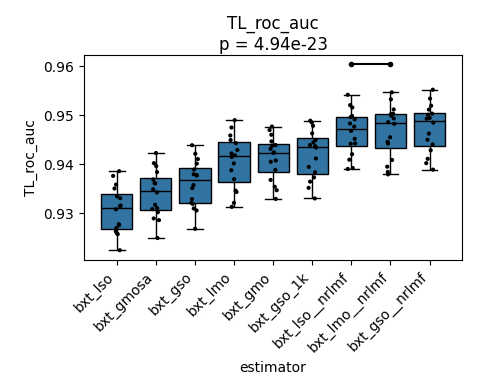 TL_roc_auc
p = 4.94e-23
0.96
0.95
0.94
0.93
TL_roc_auc
bxt_lso
bxt_gmosa
bxt_gso
bxt_lmo
bxt_gmo
bxt_gso_1k
bxt_lso__nrlmf
bxt_lmo__nrlmf
bxt_gso__nrlmf
estimator